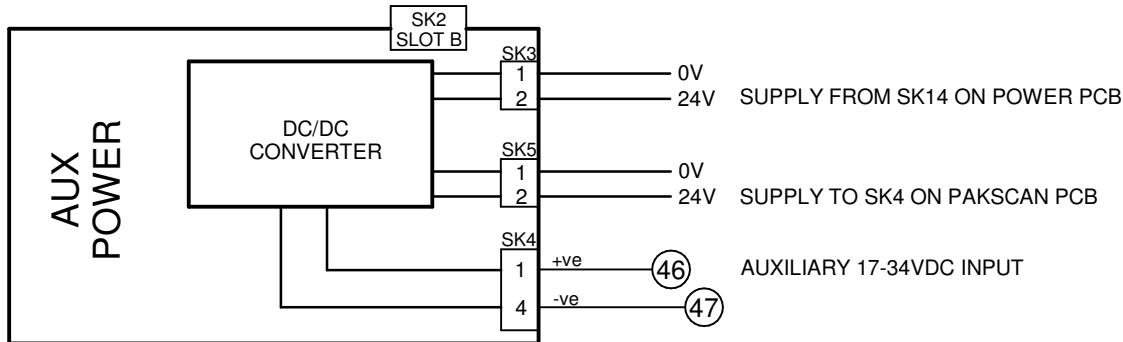 SK2
SLOT B
AUX
POWER
DC/DC
CONVERTER
SK3
1 0V
2 24V SUPPLY FROM SK14 ON POWER PCB
SK5
1 0V
2 24V SUPPLY TO SK4 ON PAKSCAN PCB
SK4
1 +ve 46 AUXILIARY 17-34VDC INPUT
4 -ve 47